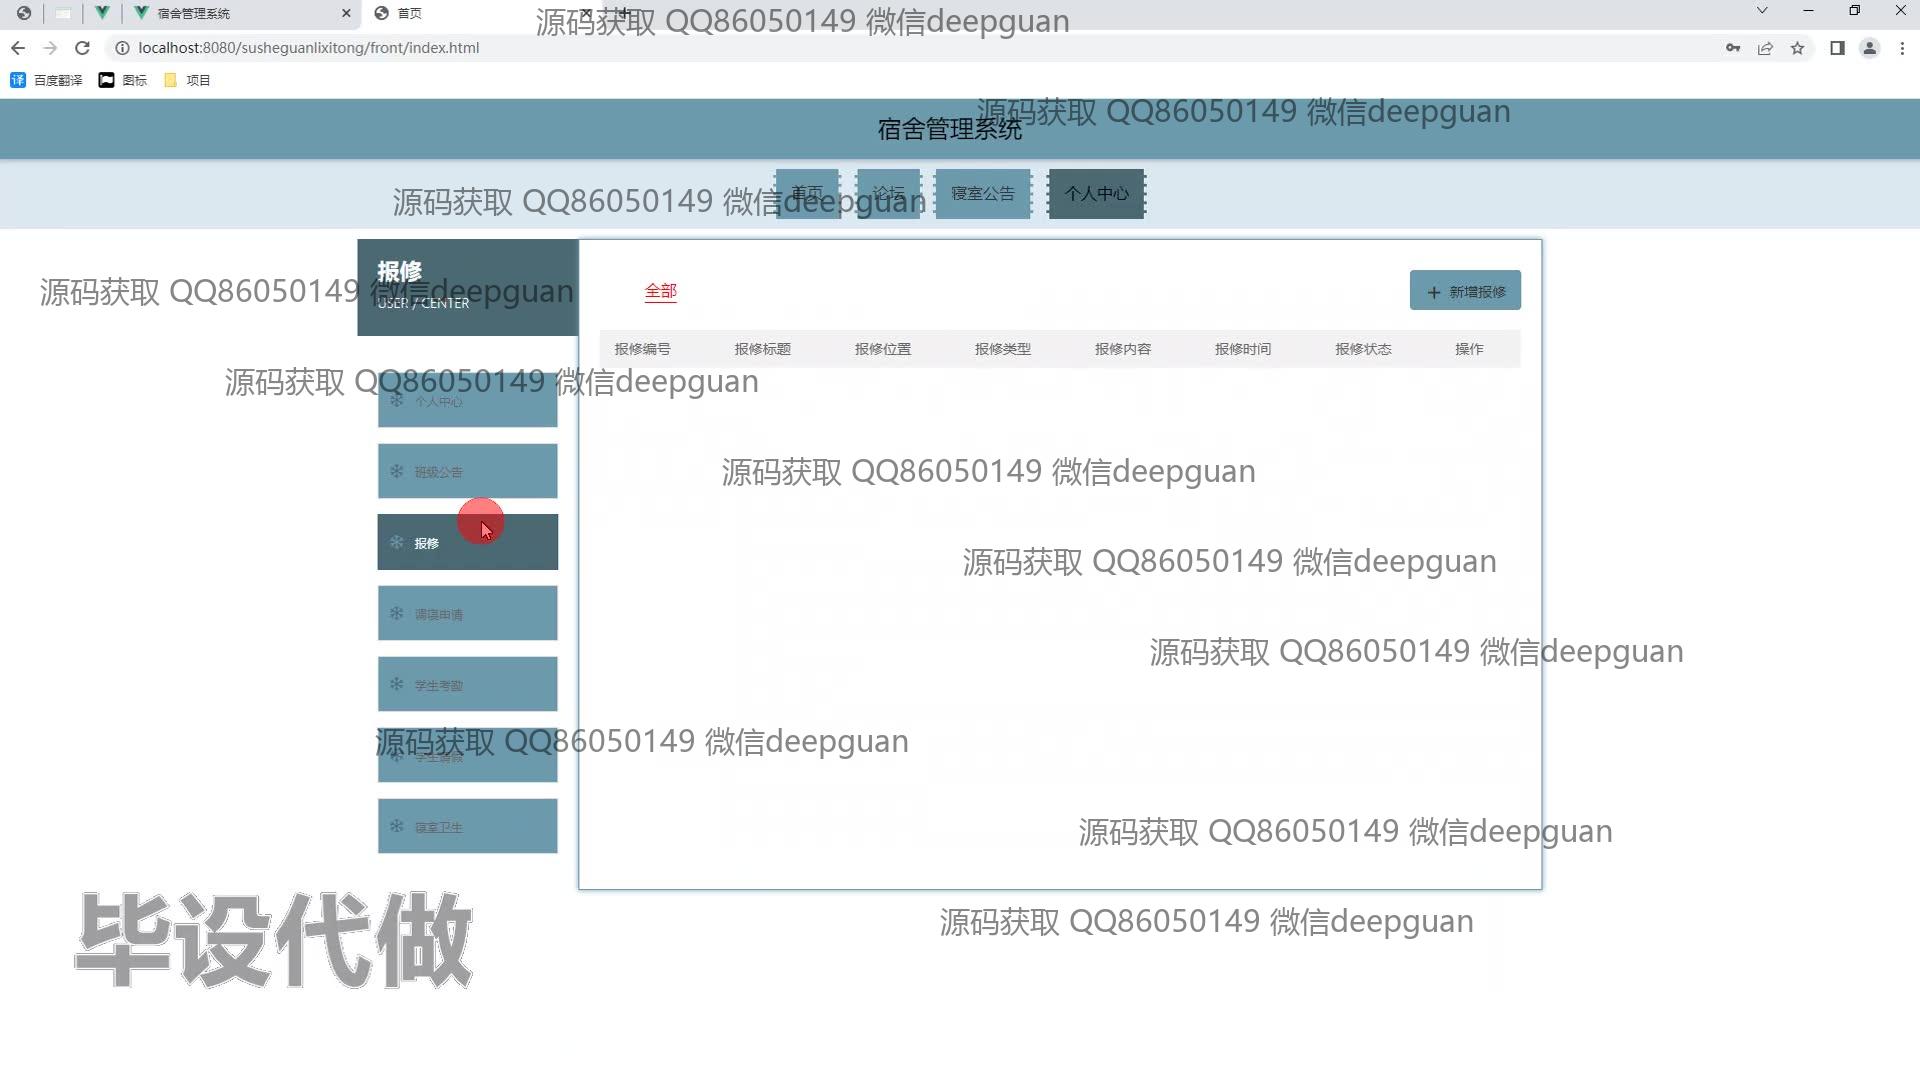 宿舍管理系统
首页
localhost:8080/susheguanlixitong/front/index.html
百度翻译
图标
项目
源码获取 QQ86050149 微信deepguan
源码获取 QQ86050149 微信deepguan
宿舍管理系统
首页
论坛
寝室公告
个人中心
源码获取 QQ86050149 微信deepguan
报修
USER / CENTER
源码获取 QQ86050149 微信deepguan
全部
新增报修
报修编号 报修标题 报修位置 报修类型 报修内容 报修时间 报修状态 操作
源码获取 QQ86050149 微信deepguan
个人中心
班级公告
源码获取 QQ86050149 微信deepguan
报修
源码获取 QQ86050149 微信deepguan
调寝申请
源码获取 QQ86050149 微信deepguan
学生考勤
源码获取 QQ86050149 微信deepguan
学生请假
寝室卫生
源码获取 QQ86050149 微信deepguan
源码获取 QQ86050149 微信deepguan
毕设代做